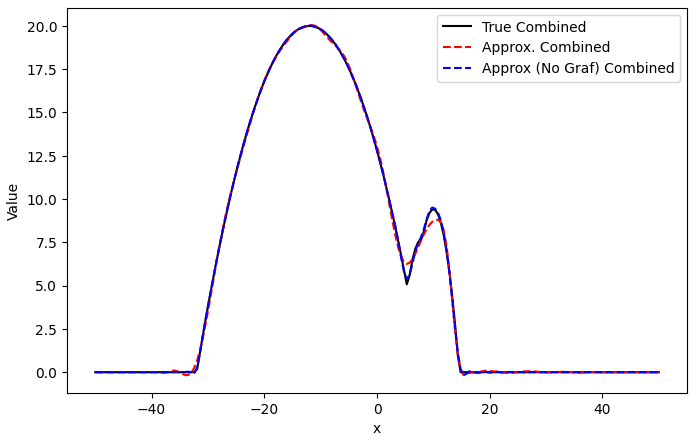 True Combined
Approx. Combined
Approx (No Graf) Combined
20.0
17.5
15.0
12.5
10.0
7.5
5.0
2.5
0.0
Value
−40
−20
0
20
40
x